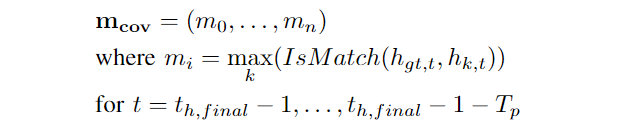 m_cov = (m_0, . . . , m_n)
where m_i = max_k(IsMatch(h_{gt,t}, h_{k,t}))
for t = t_{h,final} − 1, . . . , t_{h,final} − 1 − T_p